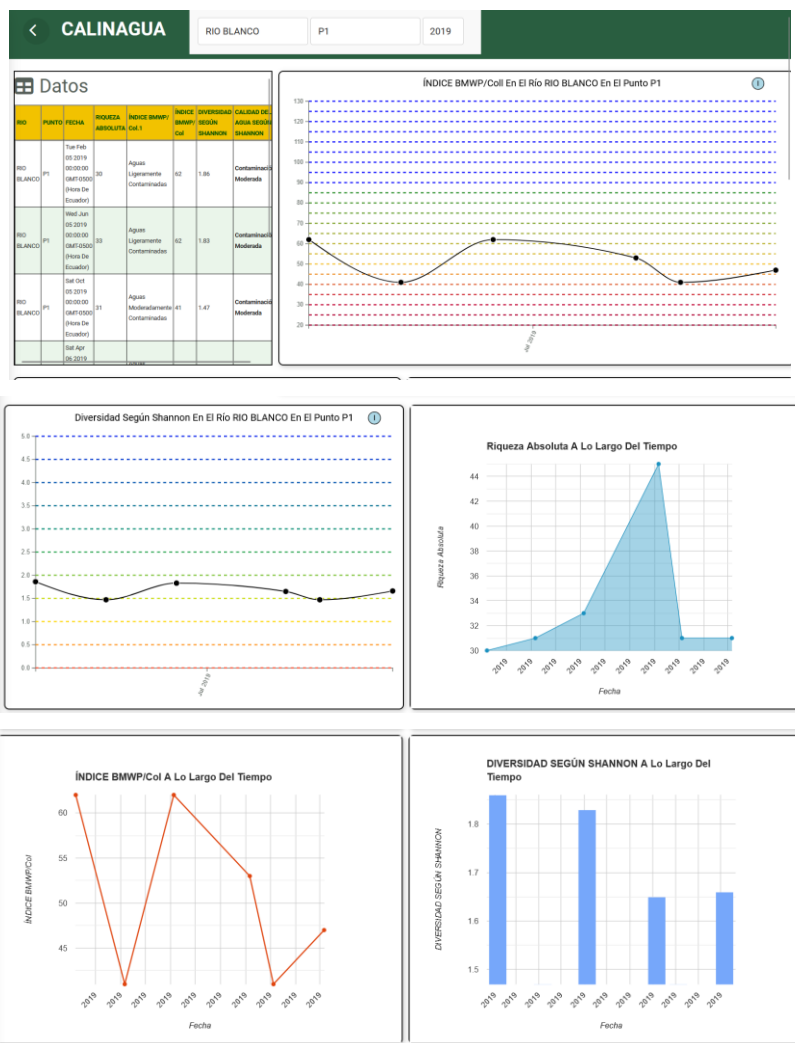 CALINAGUA
RIO BLANCO
P1
2019
Datos
RIO PUNTO FECHA RIQUEZA ABSOLUTA ÍNDICE BMWP/ Col.1 ÍNDICE BMWP/ Col DIVERSIDAD SEGÚN SHANNON CALIDAD DE... AGUA SEGÚN SHANNON
RIO BLANCO P1 Tue Feb 05 2019 00:00:00 GMT-0500 (Hora De Ecuador) 30 Aguas Ligeramente Contaminadas 62 1.86 Contaminació Moderada
RIO BLANCO P1 Wed Jun 05 2019 00:00:00 GMT-0500 (Hora De Ecuador) 33 Aguas Ligeramente Contaminadas 62 1.83 Contaminació Moderada
RIO BLANCO P1 Sat Oct 05 2019 00:00:00 GMT-0500 (Hora De Ecuador) 31 Aguas Moderadamente Contaminadas 41 1.47 Contaminació Moderada
Sat Apr
06 2019
ÍNDICE BMWP/Coll En El Río RIO BLANCO En El Punto P1
i
130
120
110
100
90
80
70
60
50
40
30
20
Jul 2019
Diversidad Según Shannon En El Río RIO BLANCO En El Punto P1
i
5.0
4.5
4.0
3.5
3.0
2.5
2.0
1.5
1.0
0.5
0.0
Jul 2019
Riqueza Absoluta A Lo Largo Del Tiempo
Riqueza Absoluta
44
42
40
38
36
34
32
30
2019 2019 2019 2019 2019 2019 2019 2019 2019 2019
Fecha
ÍNDICE BMWP/Col A Lo Largo Del Tiempo
ÍNDICE BMWP/Col
60
55
50
45
2019 2019 2019 2019 2019 2019 2019 2019 2019 2019
Fecha
DIVERSIDAD SEGÚN SHANNON A Lo Largo Del
Tiempo
DIVERSIDAD SEGÚN SHANNON
1.8
1.7
1.6
1.5
2019 2019 2019 2019 2019 2019 2019 2019 2019 2019
Fecha